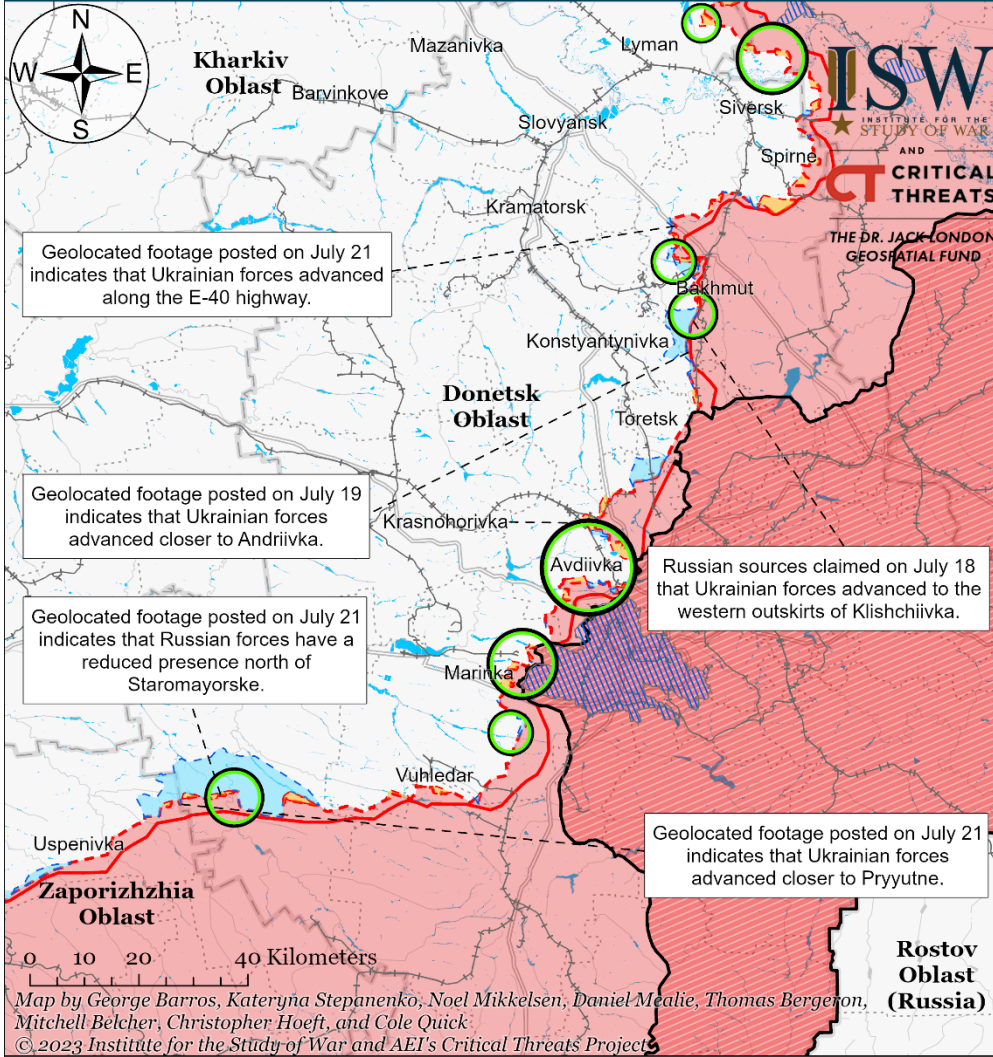 N
W
E
S
Kharkiv
Oblast
Mazanivka
Lyman
Barvinkove
Slovyansk
Siversk
ISW
INSTITUTE FOR THE
STUDY OF WAR
AND
CT CRITICAL
THREATS
THE DR. JACK LONDON
GEOSPATIAL FUND
Spirne
Kramatorsk
Geolocated footage posted on July 21
indicates that Ukrainian forces advanced
along the E-40 highway.
Bakhmut
Konstyantynivka
Donetsk
Oblast
Toretsk
Geolocated footage posted on July 19
indicates that Ukrainian forces
advanced closer to Andriivka.
Krasnohorivka
Avdiivka
Russian sources claimed on July 18
that Ukrainian forces advanced to the
western outskirts of Klishchiivka.
Geolocated footage posted on July 21
indicates that Russian forces have a
reduced presence north of
Staromayorske.
Marinka
Vuhledar
Uspenivka
Geolocated footage posted on July 21
indicates that Ukrainian forces
advanced closer to Pryyutne.
Zaporizhzhia
Oblast
Rostov
Oblast
(Russia)
0 10 20 40 Kilometers
Map by George Barros, Kateryna Stepanenko, Noel Mikkelsen, Daniel Mealie, Thomas Bergeron,
Mitchell Belcher, Christopher Hoeft, and Cole Quick
© 2023 Institute for the Study of War and AEI's Critical Threats Project